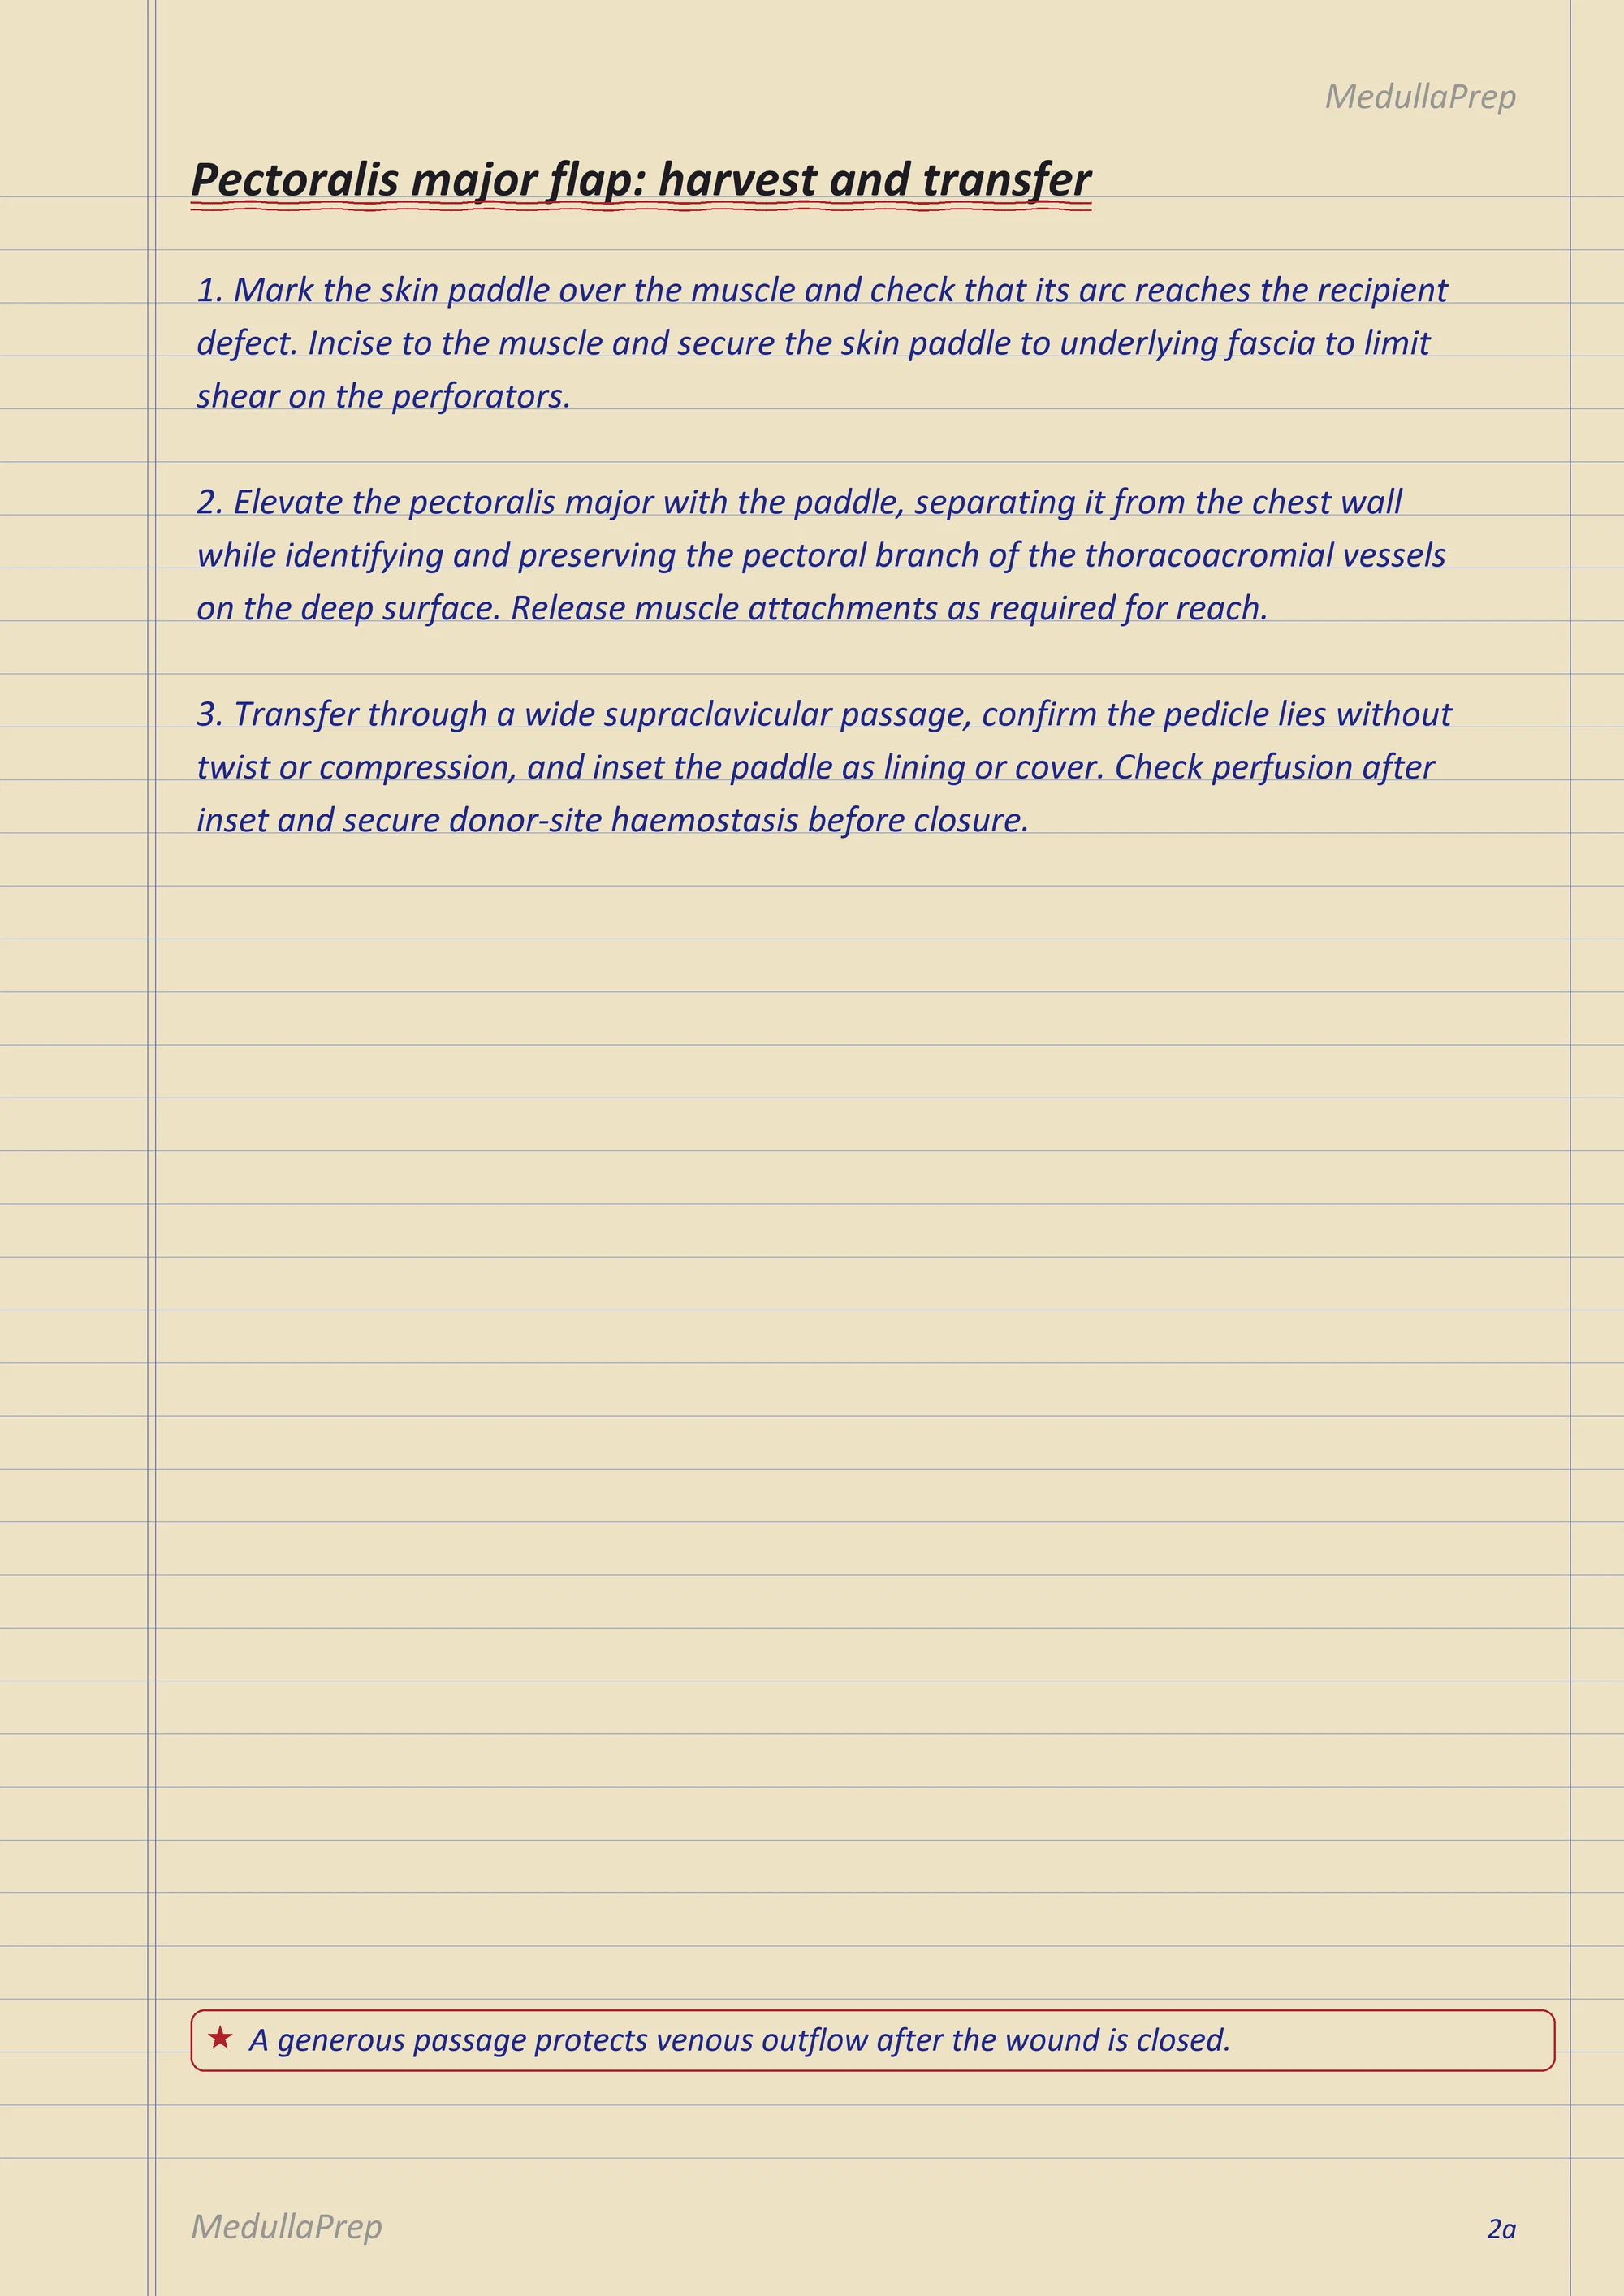 MedullaPrep
Pectoralis major flap: harvest and transfer
1. Mark the skin paddle over the muscle and check that its arc reaches the recipient
defect. Incise to the muscle and secure the skin paddle to underlying fascia to limit
shear on the perforators.
2. Elevate the pectoralis major with the paddle, separating it from the chest wall
while identifying and preserving the pectoral branch of the thoracoacromial vessels
on the deep surface. Release muscle attachments as required for reach.
3. Transfer through a wide supraclavicular passage, confirm the pedicle lies without
twist or compression, and inset the paddle as lining or cover. Check perfusion after
inset and secure donor-site haemostasis before closure.
★ A generous passage protects venous outflow after the wound is closed.
MedullaPrep
2a